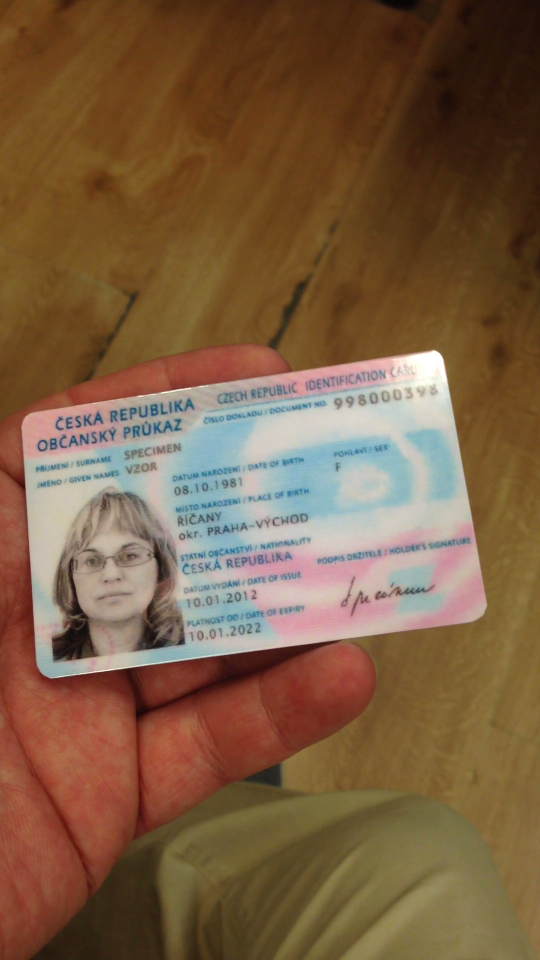 ČESKÁ REPUBLIKA
OBČANSKÝ PRŮKAZ
CZECH REPUBLIC IDENTIFICATION CARD
ČÍSLO DOKLADU / DOCUMENT NO. 998000398
PŘÍJMENÍ / SURNAME SPECIMEN
JMÉNO / GIVEN NAMES VZOR
DATUM NAROZENÍ / DATE OF BIRTH
08.10.1981
POHLAVÍ / SEX
F
MÍSTO NAROZENÍ / PLACE OF BIRTH
ŘÍČANY
okr. PRAHA-VÝCHOD
STÁTNÍ OBČANSTVÍ / NATIONALITY
ČESKÁ REPUBLIKA
PODPIS DRŽITELE / HOLDER'S SIGNATURE
Specimen
DATUM VYDÁNÍ / DATE OF ISSUE
10.01.2012
PLATNOST DO / DATE OF EXPIRY
10.01.2022